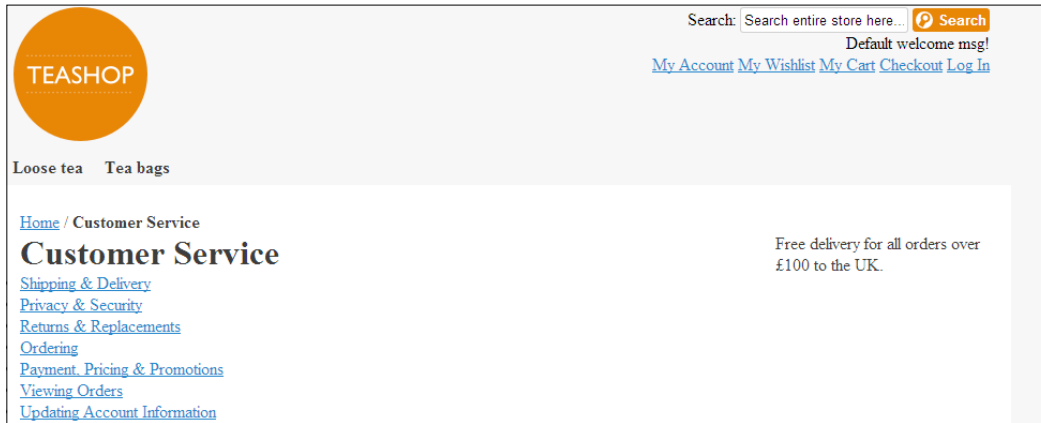 Search: Search entire store here... Search
Default welcome msg!
My Account My Wishlist My Cart Checkout Log In
TEASHOP
Loose tea Tea bags
Home / Customer Service
Customer Service
Free delivery for all orders over
£100 to the UK.
Shipping & Delivery
Privacy & Security
Returns & Replacements
Ordering
Payment, Pricing & Promotions
Viewing Orders
Updating Account Information